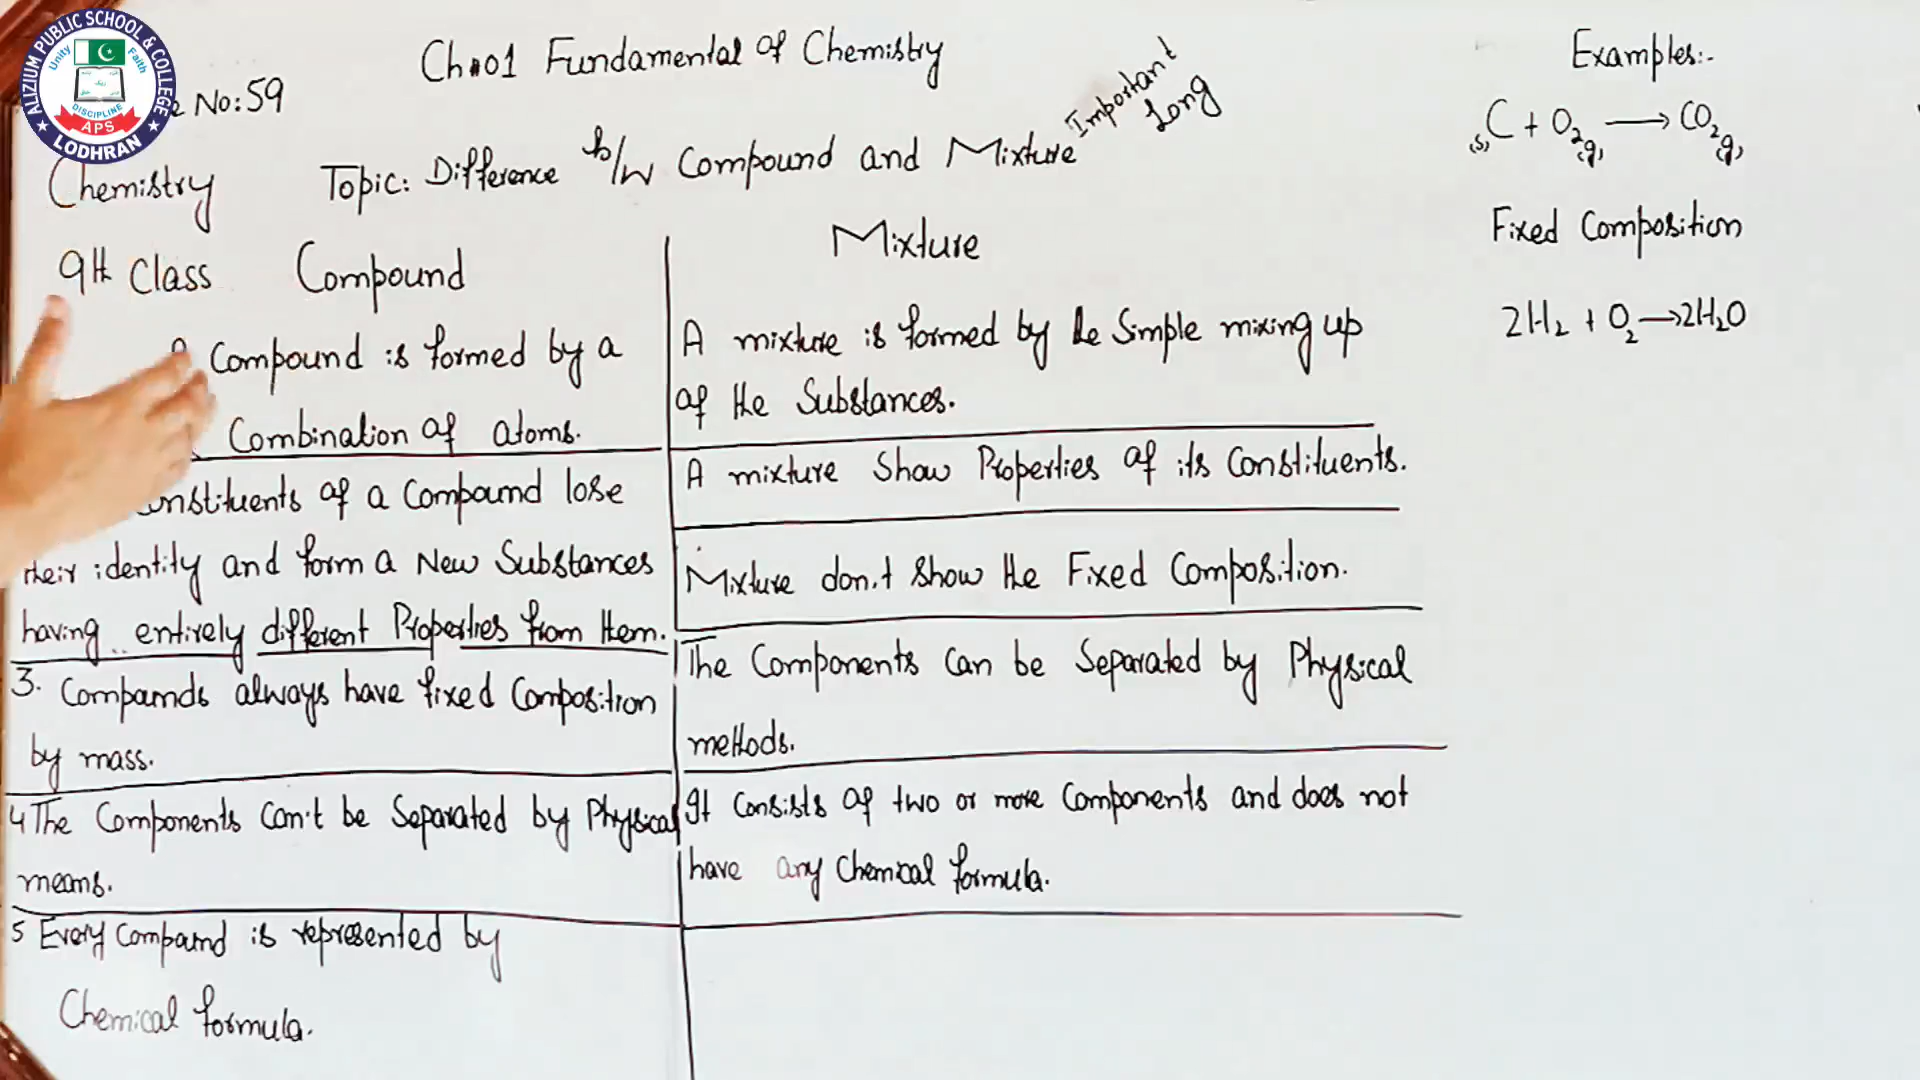 ALIZIUM PUBLIC SCHOOL & COLLEGE
Unity
Faith
DISCIPLINE
APS
LODHRAN
Ch.01 Fundamental of Chemistry
No:59
Important
Long
Chemistry
Topic: Difference b/w Compound and Mixture
9th Class
Compound
Mixture
Compound is formed by a
Combination of atoms.
A mixture is formed by the Simple mixing up
of the Substances.
onstituents of a Compound lose
their identity and form a New Substances
having entirely different Properties from them.
A mixture Show Properties of its Constituents.
3. Compounds always have fixed Composition
by mass.
Mixture don't show the Fixed Composition.
4 The Components Can't be Separated by Physical
means.
The Components Can be Separated by Physical
methods.
5 Every Compound is represented by
Chemical formula.
It Consists of two or more Components and does not
have any Chemical formula.
Examples:-
(s)C + O2(g) → CO2(g)
Fixed Composition
2H2 + O2 → 2H2O